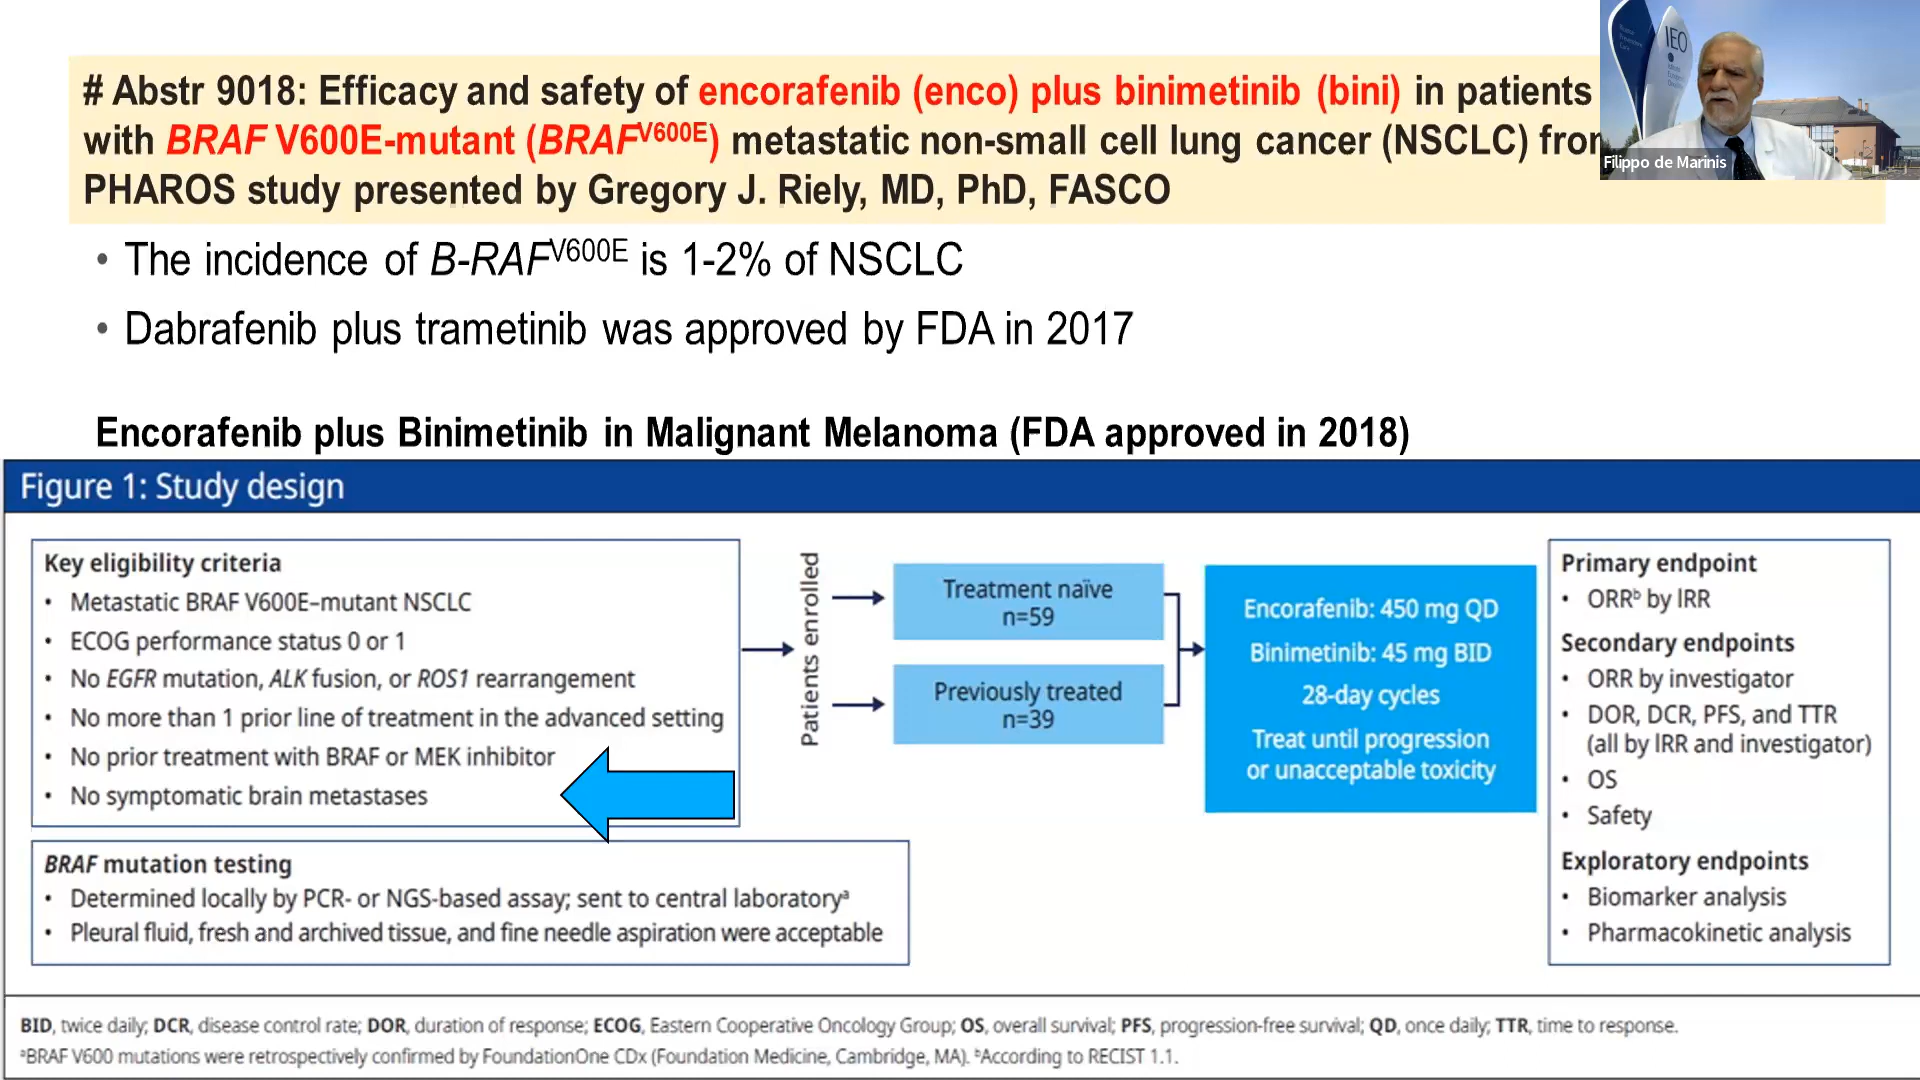 # Abstr 9018: Efficacy and safety of encorafenib (enco) plus binimetinib (bini) in patients
with BRAF V600E-mutant (BRAFV600E) metastatic non-small cell lung cancer (NSCLC)
PHAROS study presented by Gregory J. Riely, MD, PhD, FASCO
IEO
Filippo de Marinis
• The incidence of B-RAFV600E is 1-2% of NSCLC
• Dabrafenib plus trametinib was approved by FDA in 2017
Encorafenib plus Binimetinib in Malignant Melanoma (FDA approved in 2018)
Figure 1: Study design
Key eligibility criteria
• Metastatic BRAF V600E–mutant NSCLC
• ECOG performance status 0 or 1
• No EGFR mutation, ALK fusion, or ROS1 rearrangement
• No more than 1 prior line of treatment in the advanced setting
• No prior treatment with BRAF or MEK inhibitor
• No symptomatic brain metastases
BRAF mutation testing
• Determined locally by PCR- or NGS-based assay; sent to central laboratoryª
• Pleural fluid, fresh and archived tissue, and fine needle aspiration were acceptable
Patients enrolled
Treatment naïve
n=59
Previously treated
n=39
Encorafenib: 450 mg QD
Binimetinib: 45 mg BID
28-day cycles
Treat until progression
or unacceptable toxicity
Primary endpoint
• ORRᵇ by IRR
Secondary endpoints
• ORR by investigator
• DOR, DCR, PFS, and TTR
(all by IRR and investigator)
• OS
• Safety
Exploratory endpoints
• Biomarker analysis
• Pharmacokinetic analysis
BID, twice daily; DCR, disease control rate; DOR, duration of response; ECOG, Eastern Cooperative Oncology Group; OS, overall survival; PFS, progression-free survival; QD, once daily; TTR, time to response.
ªBRAF V600 mutations were retrospectively confirmed by FoundationOne CDx (Foundation Medicine, Cambridge, MA). ᵇAccording to RECIST 1.1.